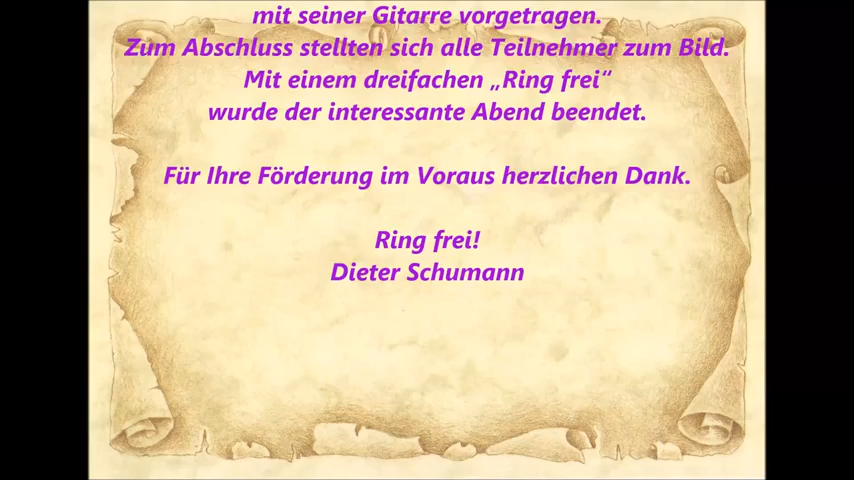 mit seiner Gitarre vorgetragen.
Zum Abschluss stellten sich alle Teilnehmer zum Bild.
Mit einem dreifachen „Ring frei“
wurde der interessante Abend beendet.
Für Ihre Förderung im Voraus herzlichen Dank.
Ring frei!
Dieter Schumann